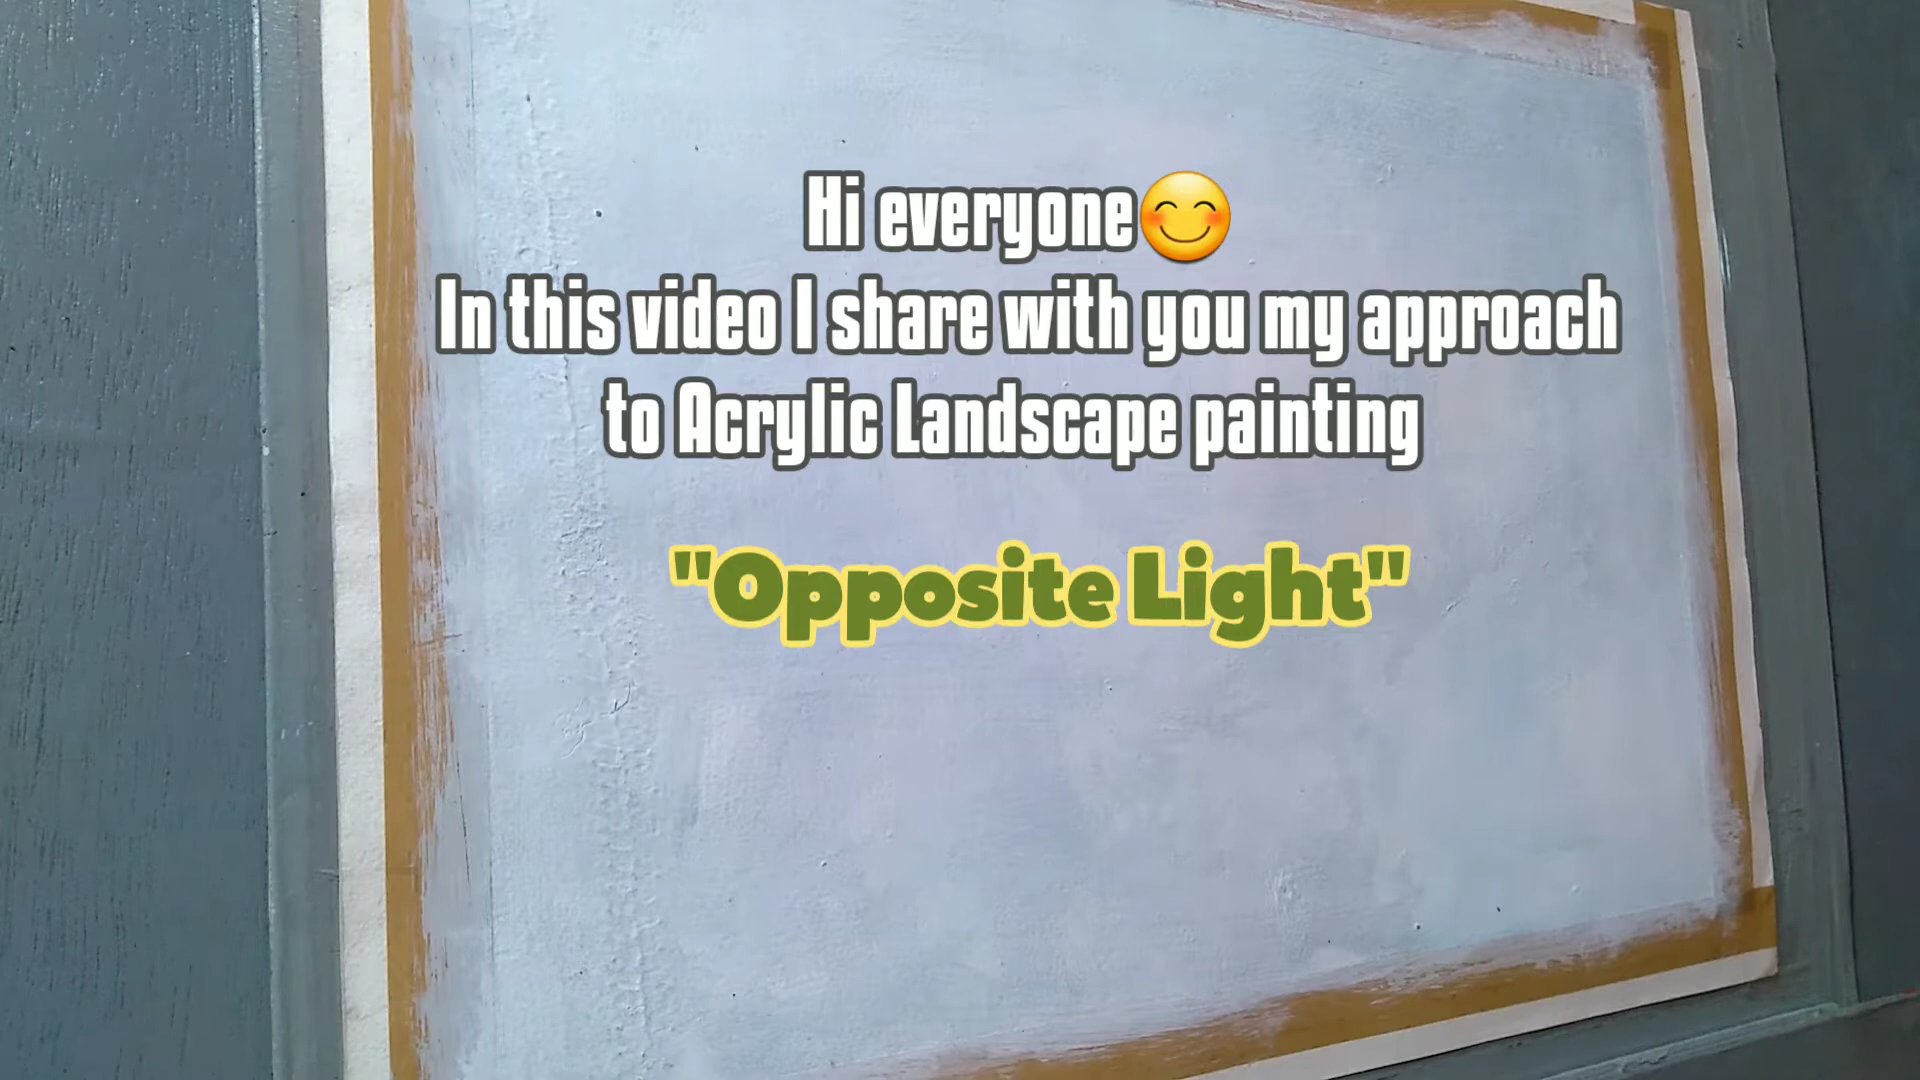 Hi everyone😊
In this video I share with you my approach
to Acrylic Landscape painting
"Opposite Light"